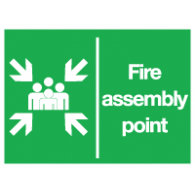 Fire
assembly
point